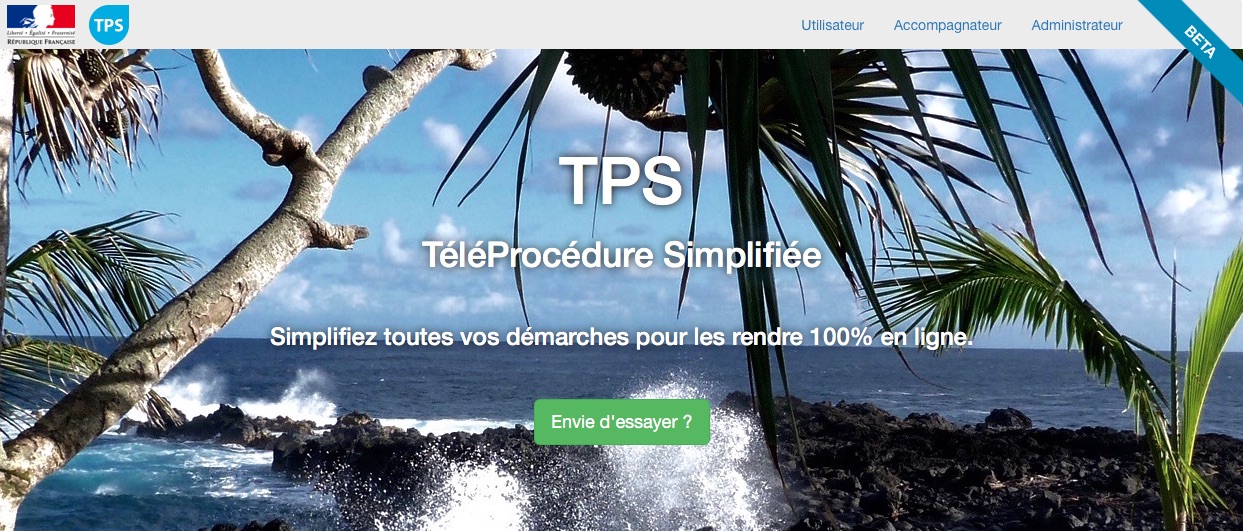 Liberté • Égalité • Fraternité
RÉPUBLIQUE FRANÇAISE
TPS
Utilisateur
Accompagnateur
Administrateur
BETA
TPS
TéléProcédure Simplifiée
Simplifiez toutes vos démarches pour les rendre 100% en ligne.
Envie d'essayer ?